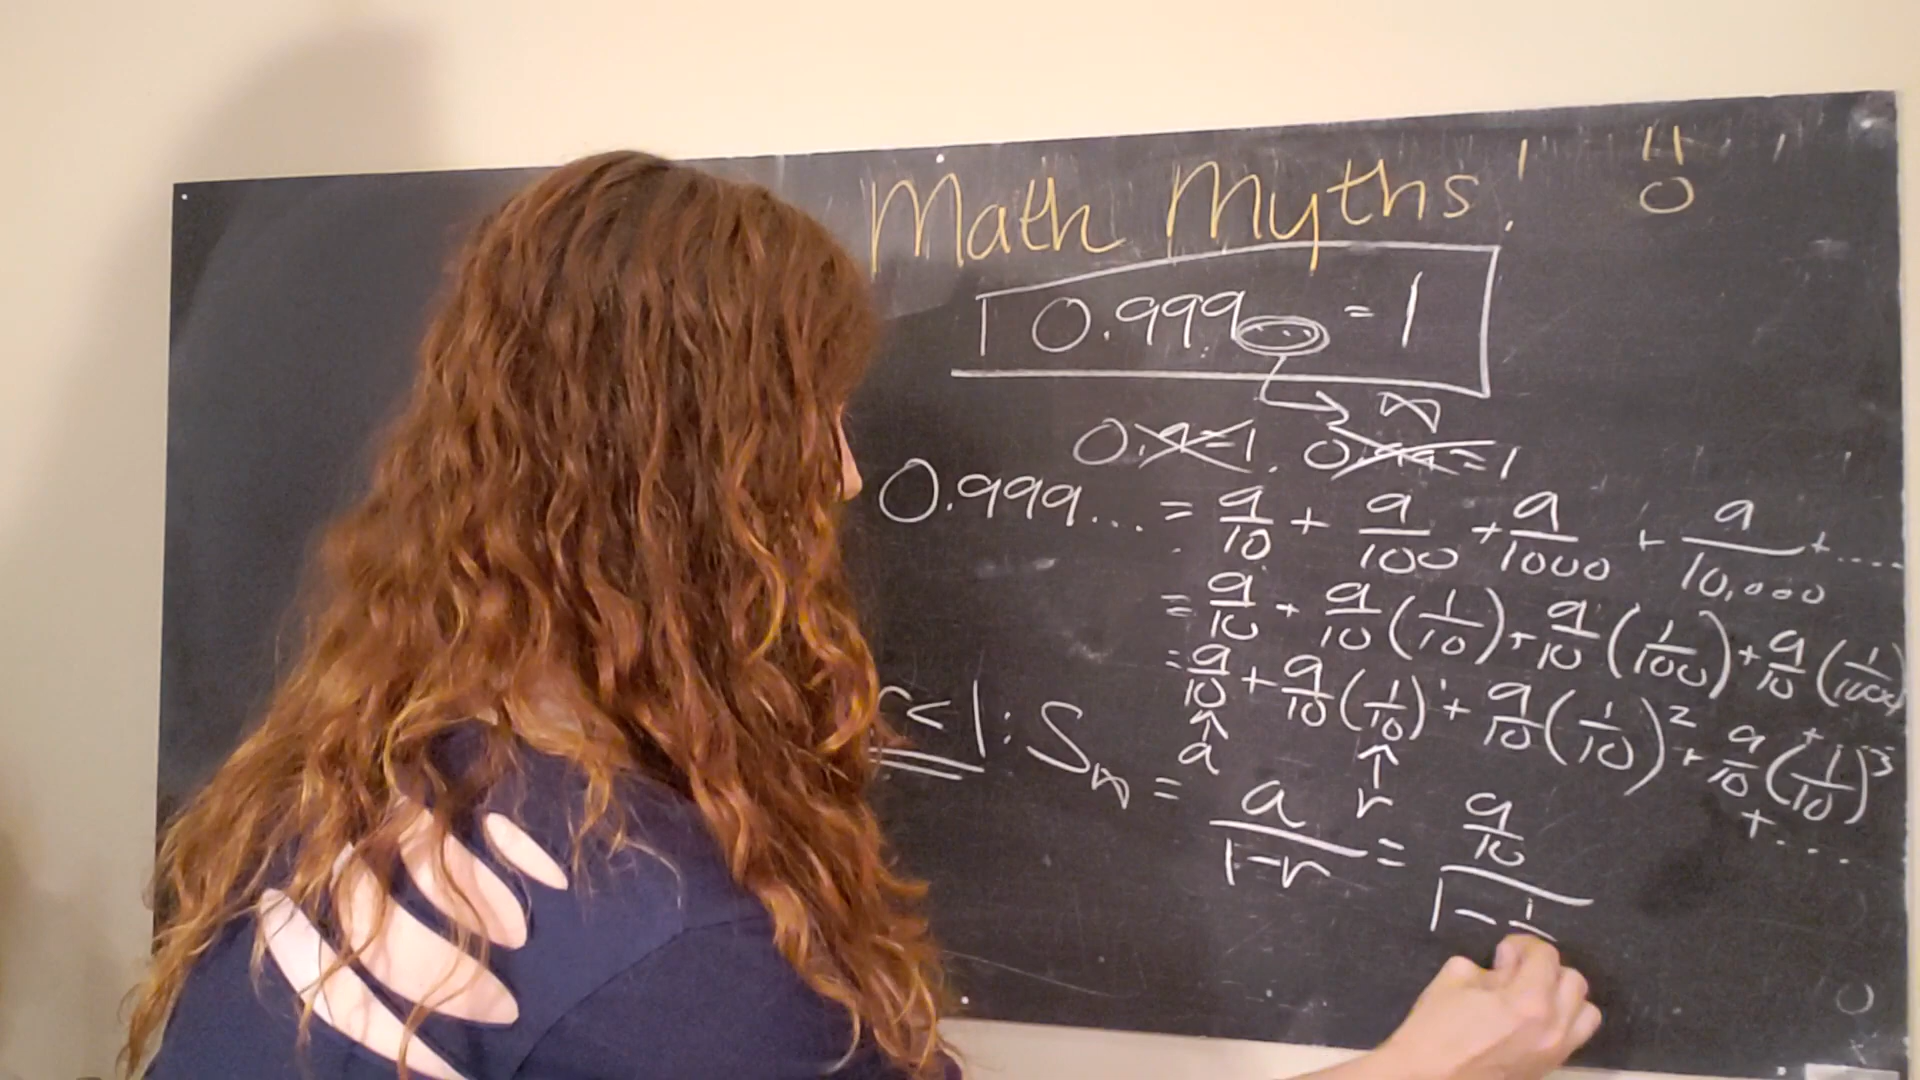 Math Myths!
0.999... = 1
∞
0.9=1. 0.99=1
0.999... = 9/10 + 9/100 + 9/1000 + 9/10,000 + .....
= 9/10 + 9/10 (1/10) + 9/10 (1/100) + 9/10 (1/1000) +
= 9/10 + 9/10 (1/10) + 9/10 (1/10)² + 9/10 (1/10)³ + ....
a r
r < 1 : S∞ = a/1-r = 9/10 / 1 - 1/